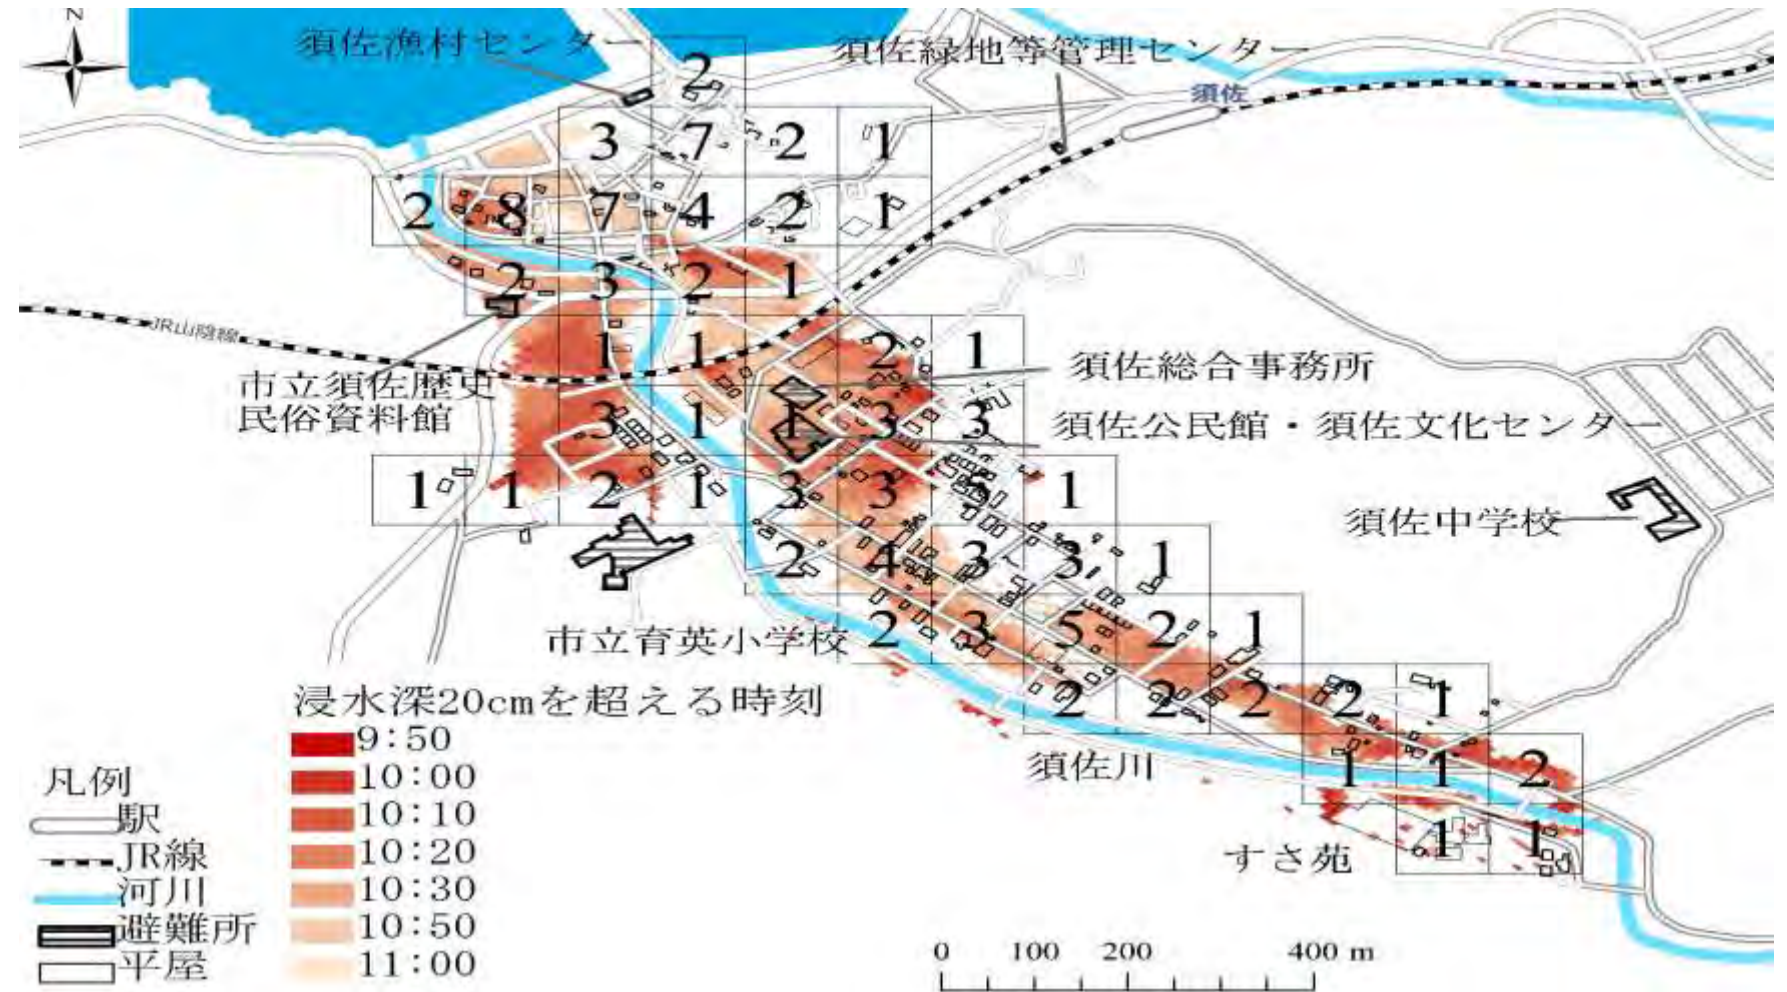 N
須佐漁村センター
須佐緑地等管理センター
須佐
2
3 7 2 1
2 8 7 4 2 1
2 3 2 1
JR山陰線
1 1 2 1
市立須佐歴史
民俗資料館
須佐総合事務所
3 1 1 3 3
須佐公民館・須佐文化センター
1 1 2 1 3 3 5 1
須佐中学校
2 4 3 3 1
市立育英小学校
2 3 5 2 1
2 2 2 2 1
須佐川
1 1 2
すさ苑
1 1
浸水深20cmを超える時刻
9:50
10:00
10:10
10:20
10:30
10:50
11:00
凡例
駅
JR線
河川
避難所
平屋
0 100 200 400 m